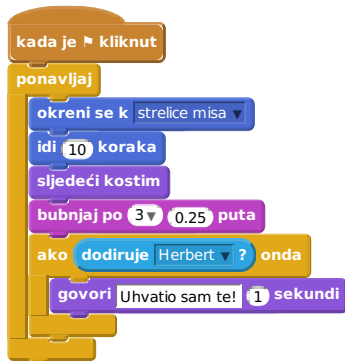 kada je ⚑ kliknut
ponavljaj
okreni se k strelice misa ▼
idi 10 koraka
sljedeći kostim
bubnjaj po 3▼ 0.25 puta
ako dodiruje Herbert ▼ ? onda
govori Uhvatio sam te! 1 sekundi